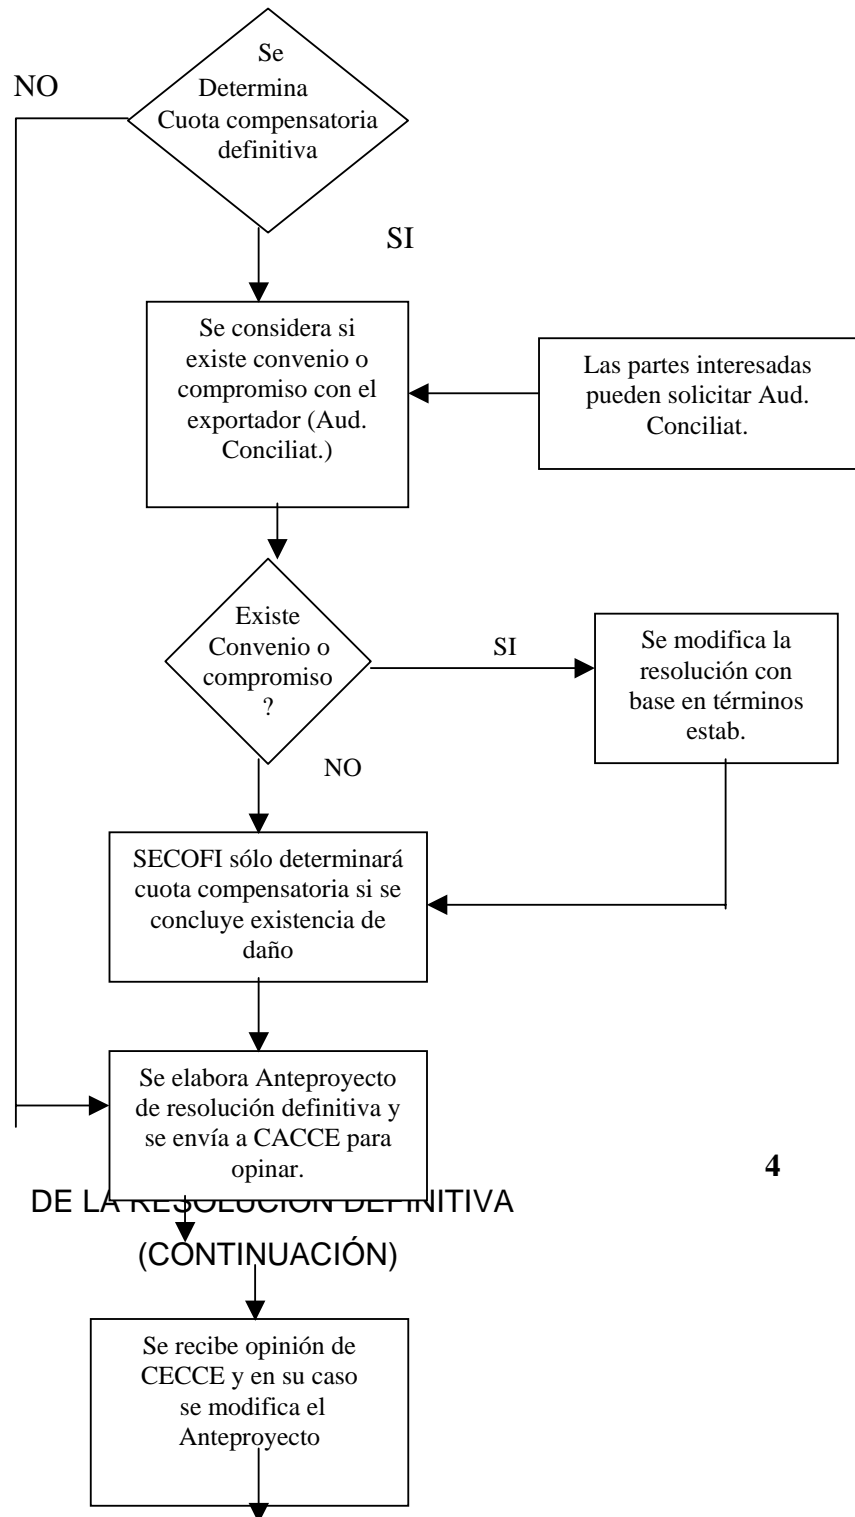 Se
Determina
Cuota compensatoria
definitiva
NO
SI
Se considera si
existe convenio o
compromiso con el
exportador (Aud.
Conciliat.)
Las partes interesadas
pueden solicitar Aud.
Conciliat.
Existe
Convenio o
compromiso
?
SI
Se modifica la
resolución con
base en términos
estab.
NO
SECOFI sólo determinará
cuota compensatoria si se
concluye existencia de
daño
Se elabora Anteproyecto
de resolución definitiva y
se envía a CACCE para
opinar.
4
DE LA RESOLUCIÓN DEFINITIVA
(CONTINUACIÓN)
Se recibe opinión de
CECCE y en su caso
se modifica el
Anteproyecto